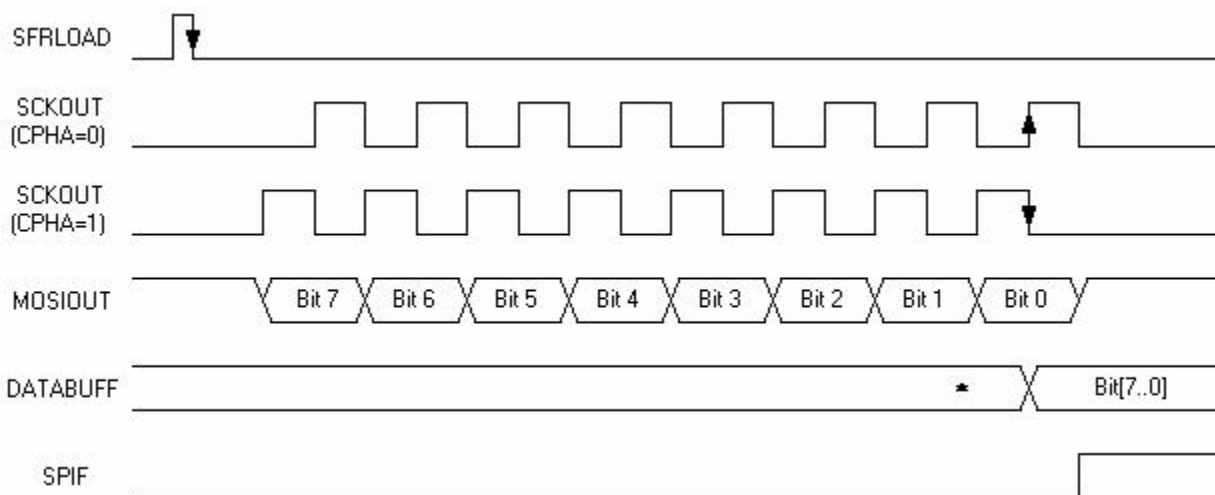 SFRLOAD
SCKOUT
(CPHA=0)
SCKOUT
(CPHA=1)
MOSIOUT
Bit 7 Bit 6 Bit 5 Bit 4 Bit 3 Bit 2 Bit 1 Bit 0
DATABUFF * Bit[7..0]
SPIF